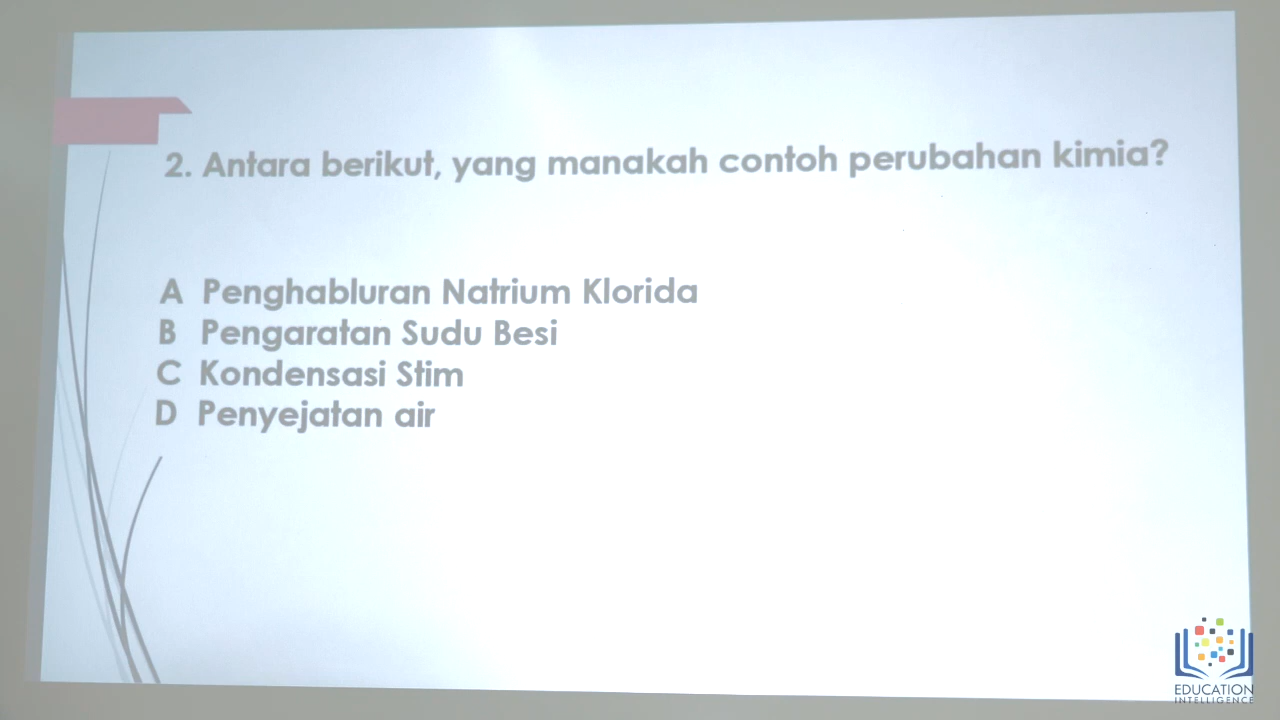 2. Antara berikut, yang manakah contoh perubahan kimia?
A Penghabluran Natrium Klorida
B Pengaratan Sudu Besi
C Kondensasi Stim
D Penyejatan air
EDUCATION
INTELLIGENCE